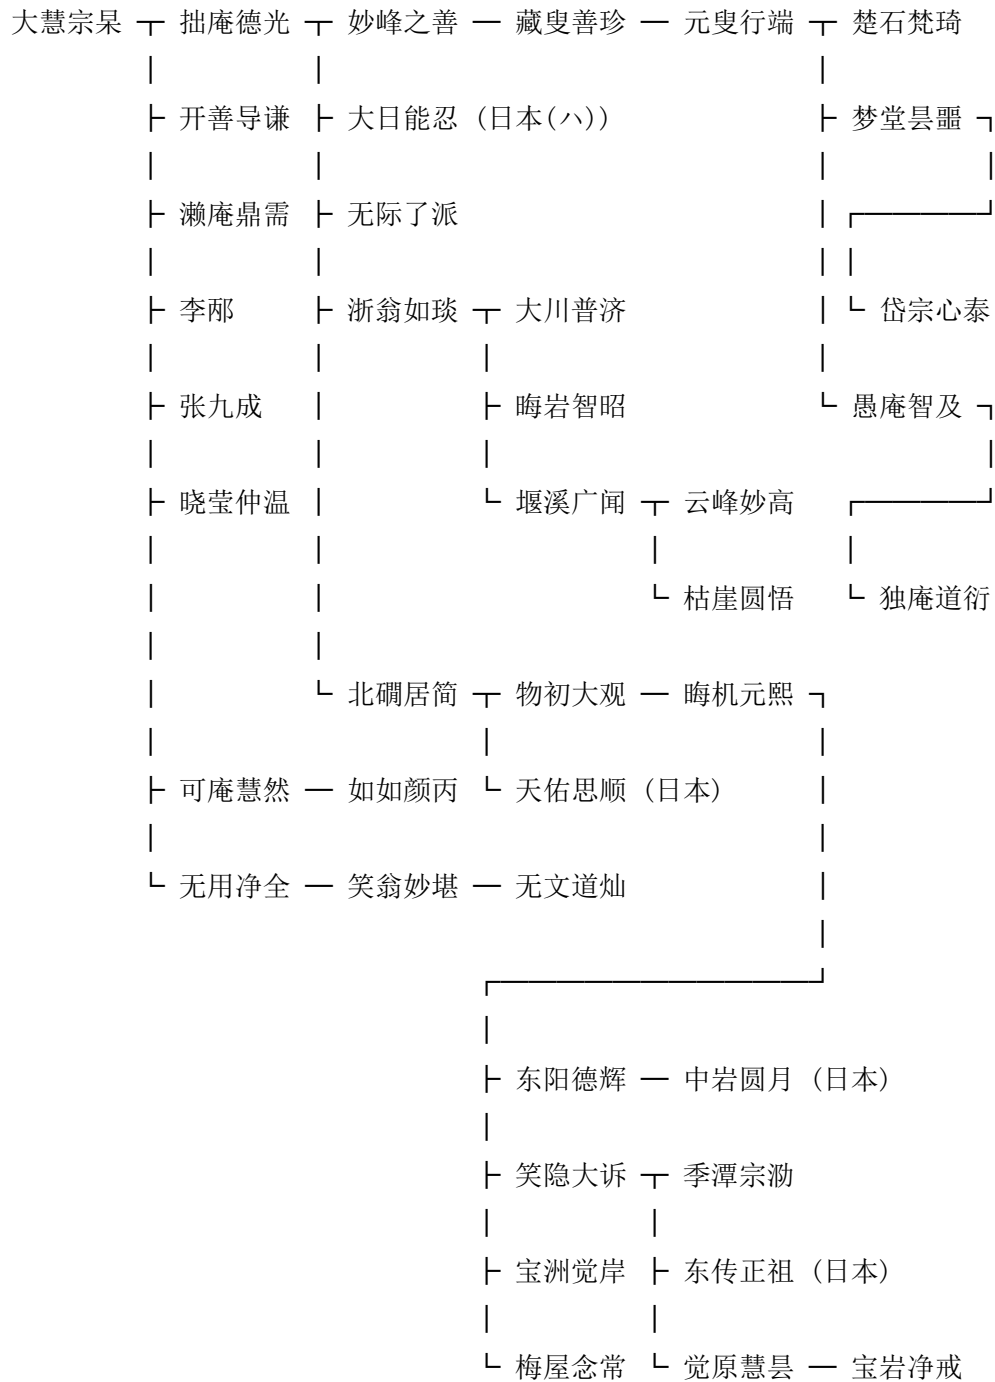 大慧宗杲 拙庵德光 妙峰之善 藏叟善珍 元叟行端 楚石梵琦
开善导谦 大日能忍 (日本(ハ)) 梦堂昙噩
濑庵鼎需 无际了派
李邴 浙翁如琰 大川普济 岱宗心泰
张九成 晦岩智昭 愚庵智及
晓莹仲温 堰溪广闻 云峰妙高
枯崖圆悟 独庵道衍
北磵居简 物初大观 晦机元熙
可庵慧然 如如颜丙 天佑思顺 (日本)
无用净全 笑翁妙堪 无文道灿
东阳德辉 中岩圆月 (日本)
笑隐大诉 季潭宗泐
宝洲觉岸 东传正祖 (日本)
梅屋念常 觉原慧昙 宝岩净戒